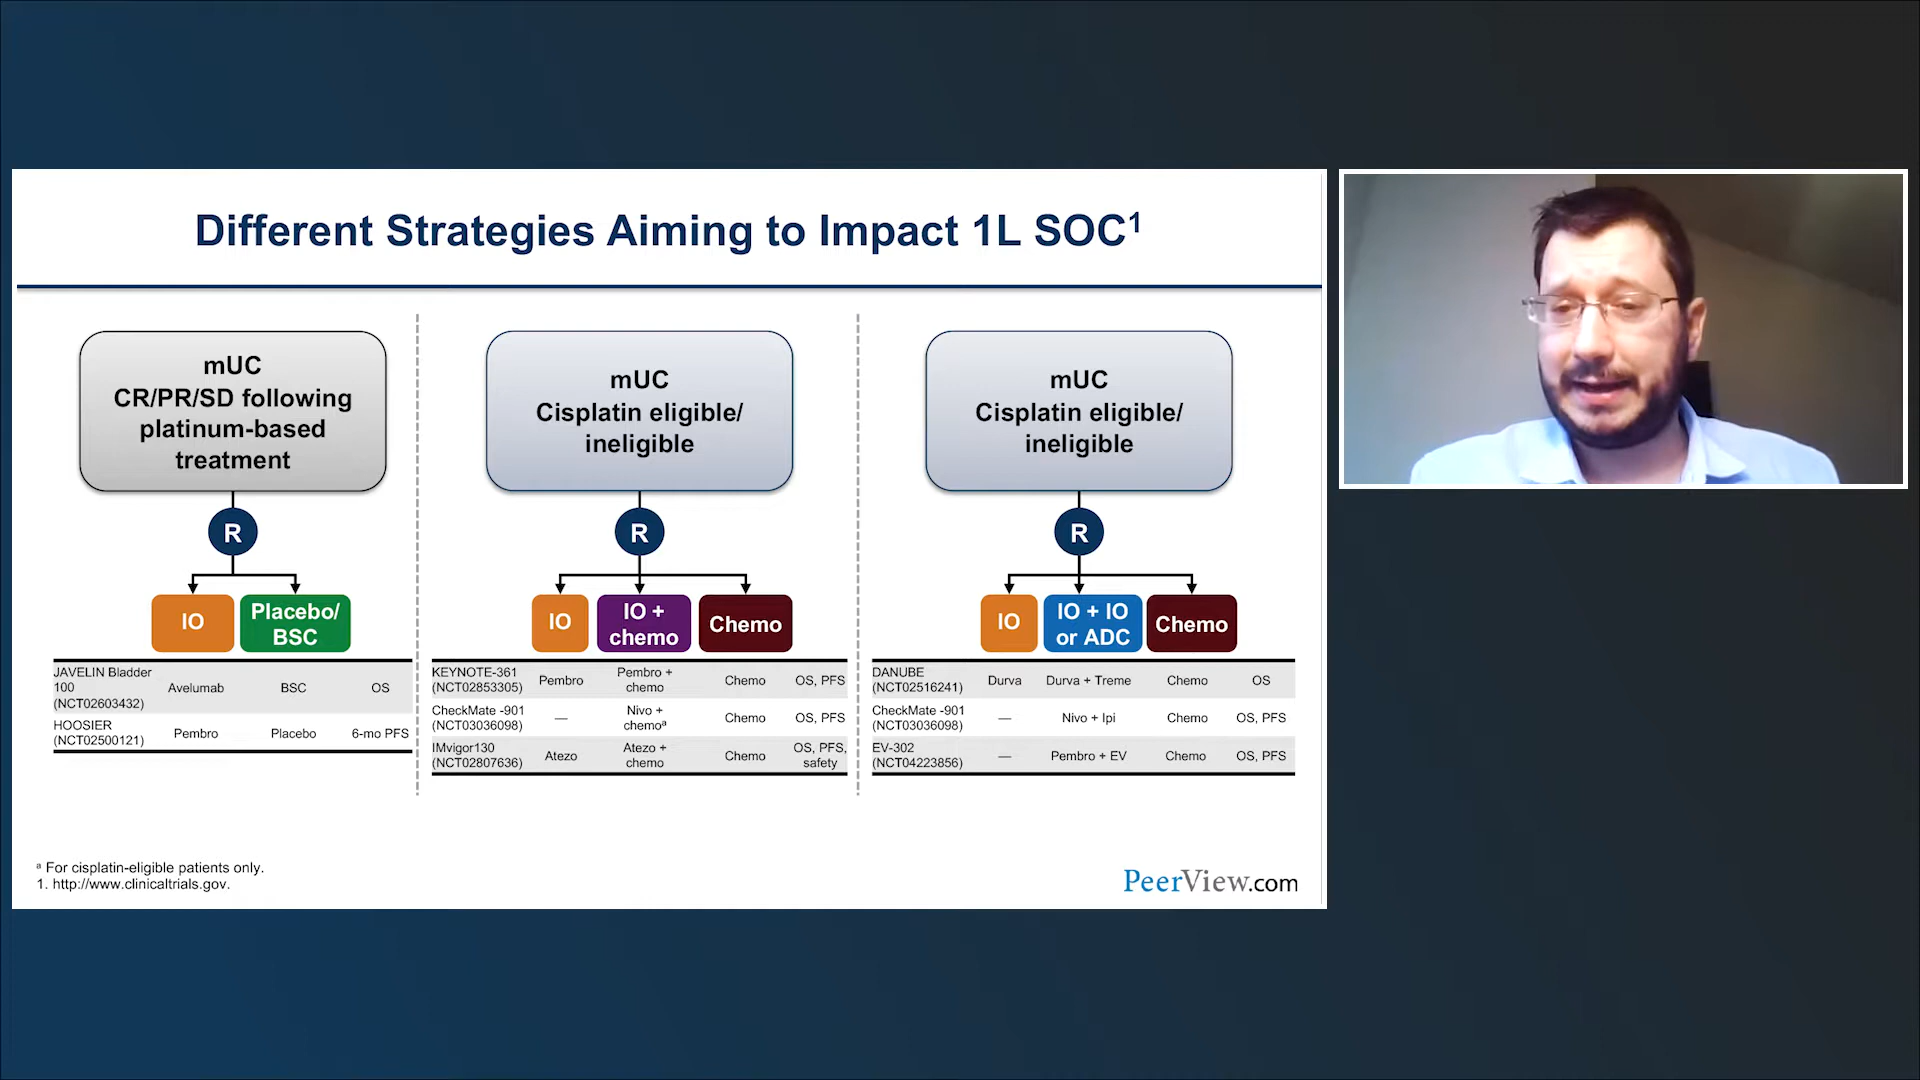 Different Strategies Aiming to Impact 1L SOC¹
mUC
CR/PR/SD following
platinum-based
treatment
R
IO
Placebo/
BSC
JAVELIN Bladder
100
(NCT02603432)
Avelumab
BSC
OS
HOOSIER
(NCT02500121)
Pembro
Placebo
6-mo PFS
mUC
Cisplatin eligible/
ineligible
R
IO
IO +
chemo
Chemo
KEYNOTE-361
(NCT02853305)
Pembro
Pembro +
chemo
Chemo
OS, PFS
CheckMate -901
(NCT03036098)
—
Nivo +
chemoᵃ
Chemo
OS, PFS
IMvigor130
(NCT02807636)
Atezo
Atezo +
chemo
Chemo
OS, PFS,
safety
mUC
Cisplatin eligible/
ineligible
R
IO
IO + IO
or ADC
Chemo
DANUBE
(NCT02516241)
Durva
Durva + Treme
Chemo
OS
CheckMate -901
(NCT03036098)
—
Nivo + Ipi
Chemo
OS, PFS
EV-302
(NCT04223856)
—
Pembro + EV
Chemo
OS, PFS
ᵃ For cisplatin-eligible patients only.
1. http://www.clinicaltrials.gov.
PeerView.com